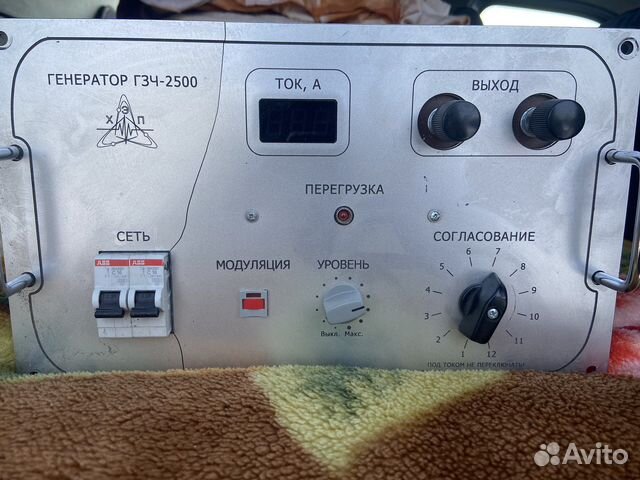 ГЕНЕРАТОР ГЗЧ-2500
Х Э П
ТОК, А
ВЫХОД
ПЕРЕГРУЗКА
СЕТЬ
ABB ABB
МОДУЛЯЦИЯ
УРОВЕНЬ
Выкл. Макс.
СОГЛАСОВАНИЕ
1 2 3 4 5 6 7 8 9 10 11 12
ПОД ТОКОМ НЕ ПЕРЕКЛЮЧАТЬ!
Avito